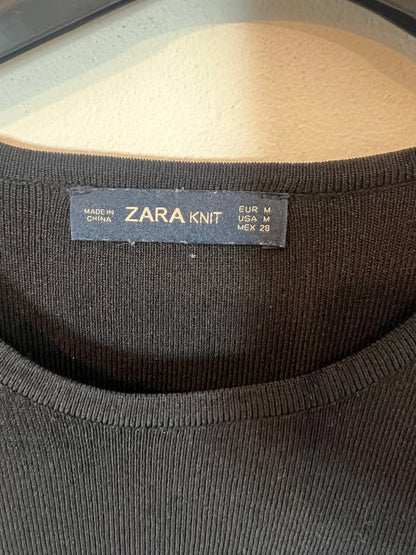 MADE IN
CHINA
ZARA KNIT
EUR M
USA M
MEX 28